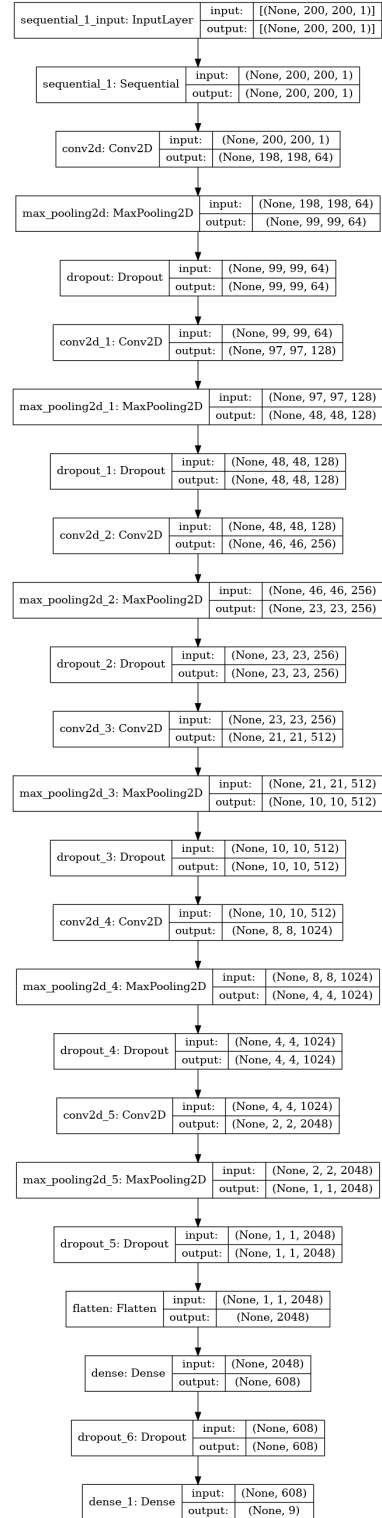 sequential_1_input: InputLayer input: [(None, 200, 200, 1)]
output: [(None, 200, 200, 1)]
sequential_1: Sequential input: (None, 200, 200, 1)
output: (None, 200, 200, 1)
conv2d: Conv2D input: (None, 200, 200, 1)
output: (None, 198, 198, 64)
max_pooling2d: MaxPooling2D input: (None, 198, 198, 64)
output: (None, 99, 99, 64)
dropout: Dropout input: (None, 99, 99, 64)
output: (None, 99, 99, 64)
conv2d_1: Conv2D input: (None, 99, 99, 64)
output: (None, 97, 97, 128)
max_pooling2d_1: MaxPooling2D input: (None, 97, 97, 128)
output: (None, 48, 48, 128)
dropout_1: Dropout input: (None, 48, 48, 128)
output: (None, 48, 48, 128)
conv2d_2: Conv2D input: (None, 48, 48, 128)
output: (None, 46, 46, 256)
max_pooling2d_2: MaxPooling2D input: (None, 46, 46, 256)
output: (None, 23, 23, 256)
dropout_2: Dropout input: (None, 23, 23, 256)
output: (None, 23, 23, 256)
conv2d_3: Conv2D input: (None, 23, 23, 256)
output: (None, 21, 21, 512)
max_pooling2d_3: MaxPooling2D input: (None, 21, 21, 512)
output: (None, 10, 10, 512)
dropout_3: Dropout input: (None, 10, 10, 512)
output: (None, 10, 10, 512)
conv2d_4: Conv2D input: (None, 10, 10, 512)
output: (None, 8, 8, 1024)
max_pooling2d_4: MaxPooling2D input: (None, 8, 8, 1024)
output: (None, 4, 4, 1024)
dropout_4: Dropout input: (None, 4, 4, 1024)
output: (None, 4, 4, 1024)
conv2d_5: Conv2D input: (None, 4, 4, 1024)
output: (None, 2, 2, 2048)
max_pooling2d_5: MaxPooling2D input: (None, 2, 2, 2048)
output: (None, 1, 1, 2048)
dropout_5: Dropout input: (None, 1, 1, 2048)
output: (None, 1, 1, 2048)
flatten: Flatten input: (None, 1, 1, 2048)
output: (None, 2048)
dense: Dense input: (None, 2048)
output: (None, 608)
dropout_6: Dropout input: (None, 608)
output: (None, 608)
dense_1: Dense input: (None, 608)
output: (None, 9)